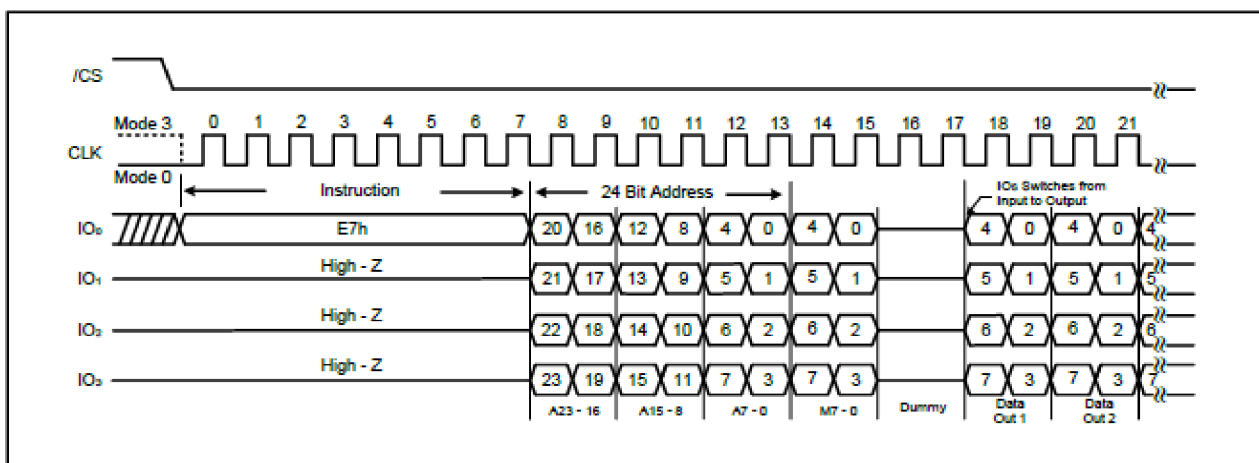 /CS
Mode 3 0 1 2 3 4 5 6 7 8 9 10 11 12 13 14 15 16 17 18 19 20 21
CLK
Mode 0
Instruction 24 Bit Address IOs Switches from
Input to Output
IO₀ E7h 20 16 12 8 4 0 4 0 4 0 4 0 4
High - Z
IO₁ 21 17 13 9 5 1 5 1 5 1 5 1 5
High - Z
IO₂ 22 18 14 10 6 2 6 2 6 2 6 2 6
High - Z
IO₃ 23 19 15 11 7 3 7 3 7 3 7 3 7
A23 - 16 A15 - 8 A7 - 0 M7 - 0 Dummy Data Data
Out 1 Out 2